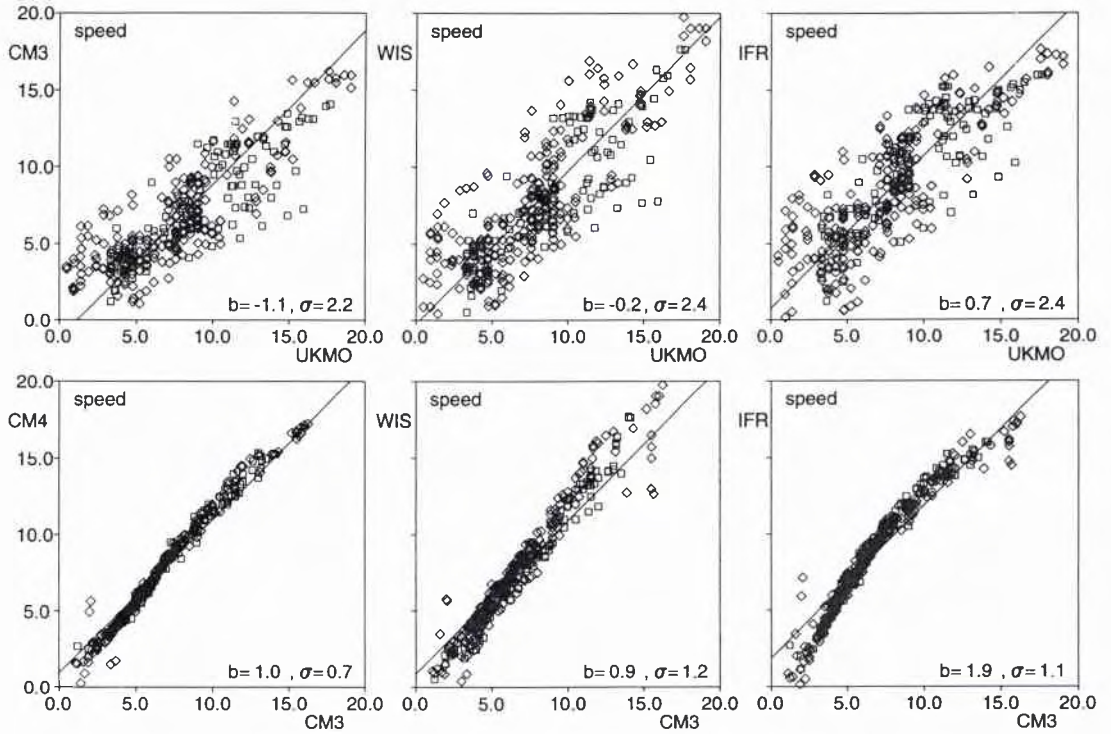 20.0
CM3
15.0
10.0
5.0
0.0
speed
b= -1.1 , σ=2.2
0.0 5.0 10.0 15.0 20.0
UKMO
WIS
speed
b= -0.2 , σ=2.4
0.0 5.0 10.0 15.0 20.0
UKMO
IFR
speed
b= 0.7 , σ=2.4
0.0 5.0 10.0 15.0 20.0
UKMO
20.0
CM4
15.0
10.0
5.0
0.0
speed
b= 1.0 , σ=0.7
0.0 5.0 10.0 15.0 20.0
CM3
WIS
speed
b= 0.9 , σ=1.2
0.0 5.0 10.0 15.0 20.0
CM3
IFR
speed
b= 1.9 , σ=1.1
0.0 5.0 10.0 15.0 20.0
CM3